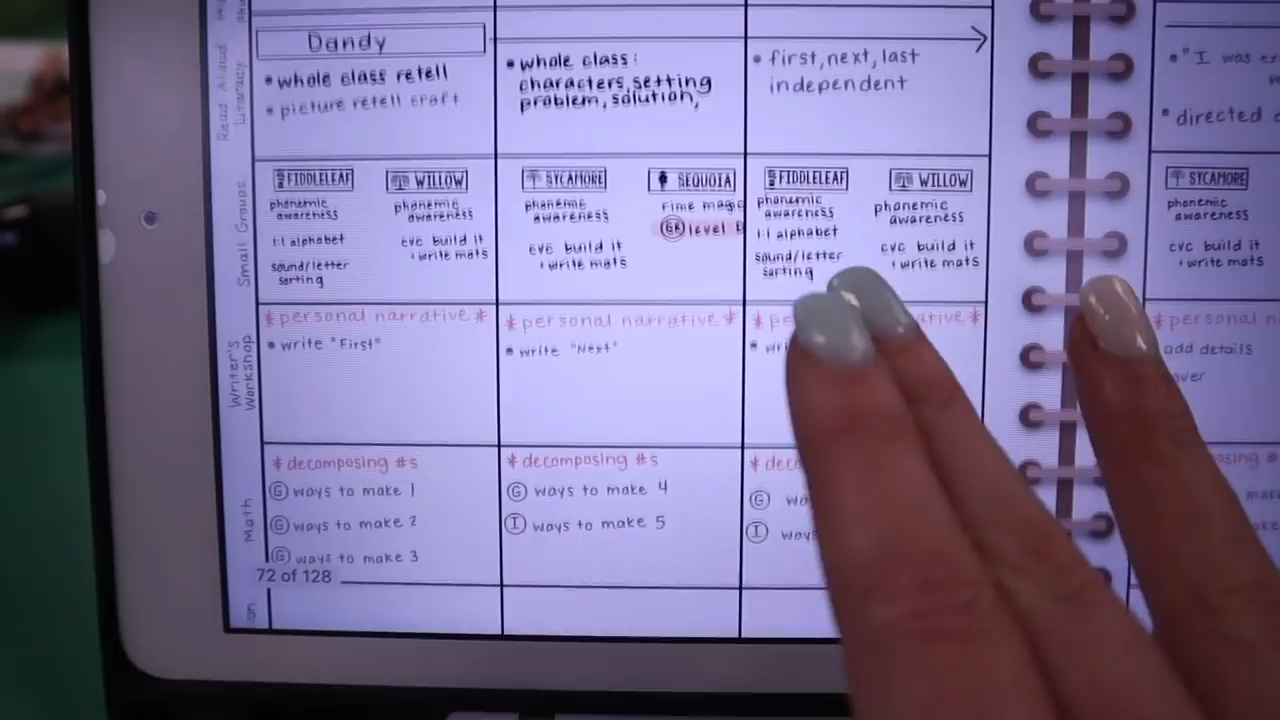 Read Aloud
Literacy
Dandy
• whole class retell
• picture retell craft
• whole class:
characters, setting
problem, solution,
• first, next, last
independent
• "I was
• directed
Small Groups
FIDDLELEAF
phonemic
awareness
1:1 alphabet
sound/letter
sorting
WILLOW
phonemic
awareness
cvc build it
+ write mats
SYCAMORE
phonemic
awareness
cvc build it
+ write mats
SEQUOIA
rime magic
GR level
FIDDLELEAF
phonemic
awareness
1:1 alphabet
sound/letter
sorting
WILLOW
phonemic
awareness
cvc build it
+ write mats
SYCAMORE
phonemic
awareness
cvc build it
+ write mats
Writer's
Workshop
*personal narrative*
• write "First"
*personal narrative*
• write "Next"
*personal
add details
Math
*decomposing #s
G ways to make 1
G ways to make 2
G ways to make 3
*decomposing #s
G ways to make 4
I ways to make 5
G
I ways
72 of 128